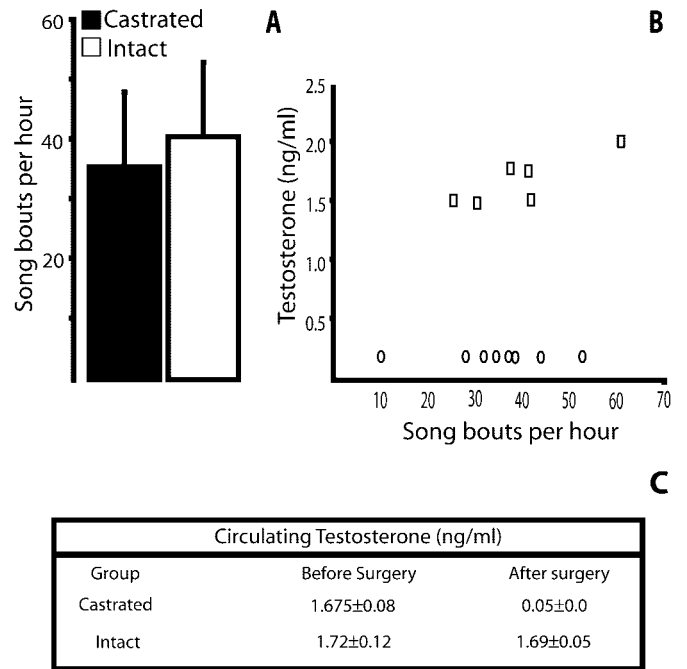 A
Castrated
Intact
60
40
20
Song bouts per hour
B
2.5
2.0
1.5
1.0
0.5
Testosterone (ng/ml)
10 20 30 40 50 60 70
Song bouts per hour
C
Circulating Testosterone (ng/ml)
Group Before Surgery After surgery
Castrated 1.675±0.08 0.05±0.0
Intact 1.72±0.12 1.69±0.05